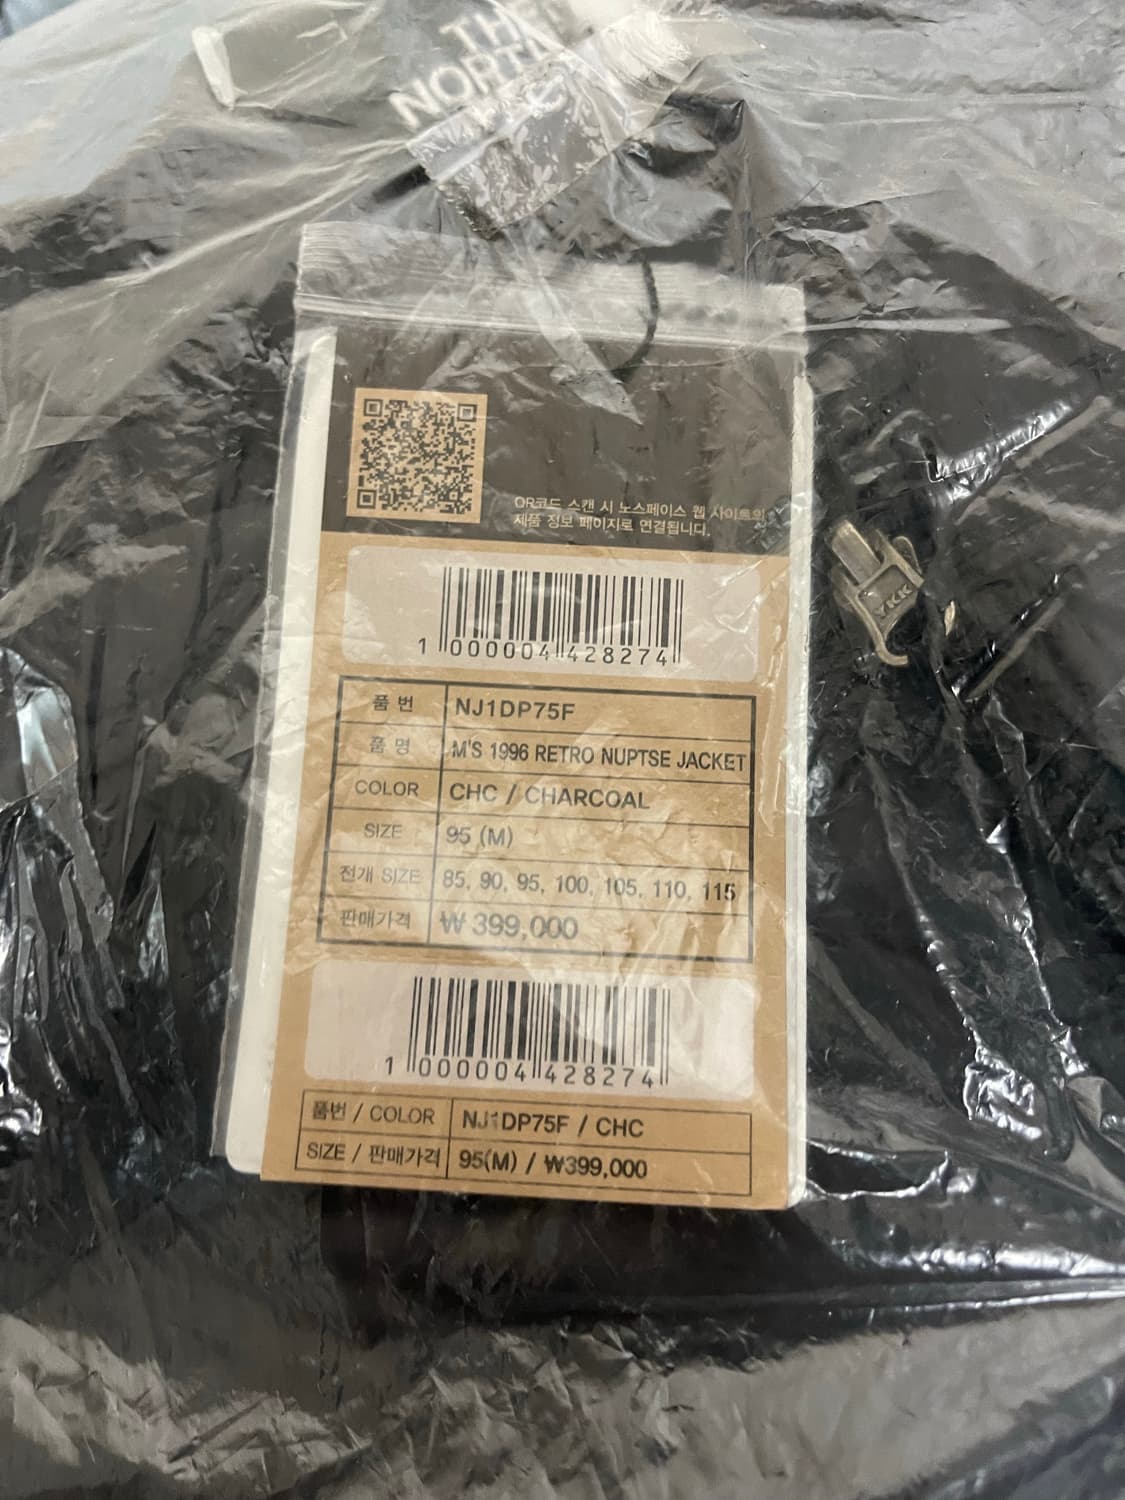 THE
NORTH
QR코드 스캔 시 노스페이스 웹 사이트의
제품 정보 페이지로 연결됩니다.
1 000004 428274
품 번 NJ1DP75F
품 명 M'S 1996 RETRO NUPTSE JACKET
COLOR CHC / CHARCOAL
SIZE 95 (M)
전개 SIZE 85, 90, 95, 100, 105, 110, 115
판매가격 ₩ 399,000
1 000004 428274
품번 / COLOR NJ1DP75F / CHC
SIZE / 판매가격 95(M) / ₩399,000
YKK